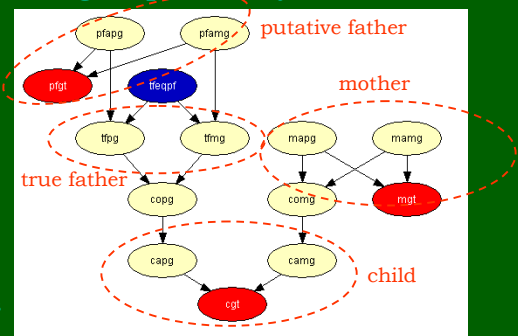 pfapg pfamg putative father
pfgt tfeqpf
mother
tfpg tfmg mapg mamg
true father
copg comg mgt
capg camg
child
cgt